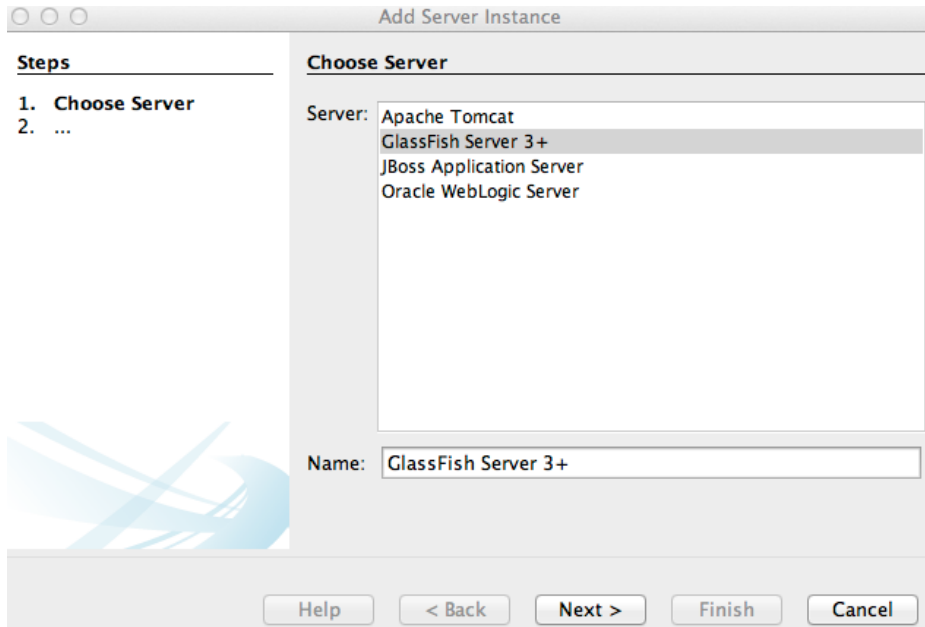 Add Server Instance
Steps
1. Choose Server
2. ...
Choose Server
Server:
Apache Tomcat
GlassFish Server 3+
JBoss Application Server
Oracle WebLogic Server
Name: GlassFish Server 3+
Help < Back Next > Finish Cancel